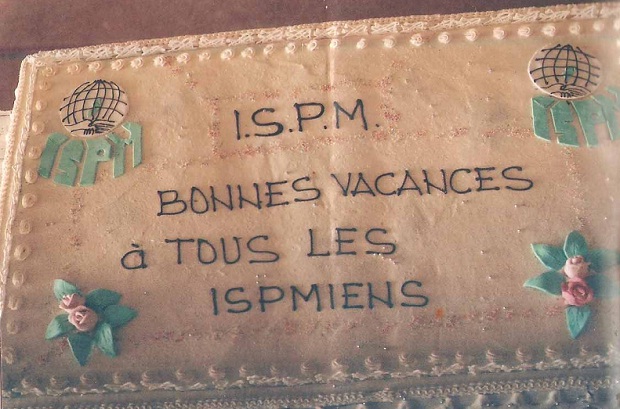 I.S.P.M.
ISPM
ISPM
BONNES VACANCES
à TOUS LES
ISPMIENS